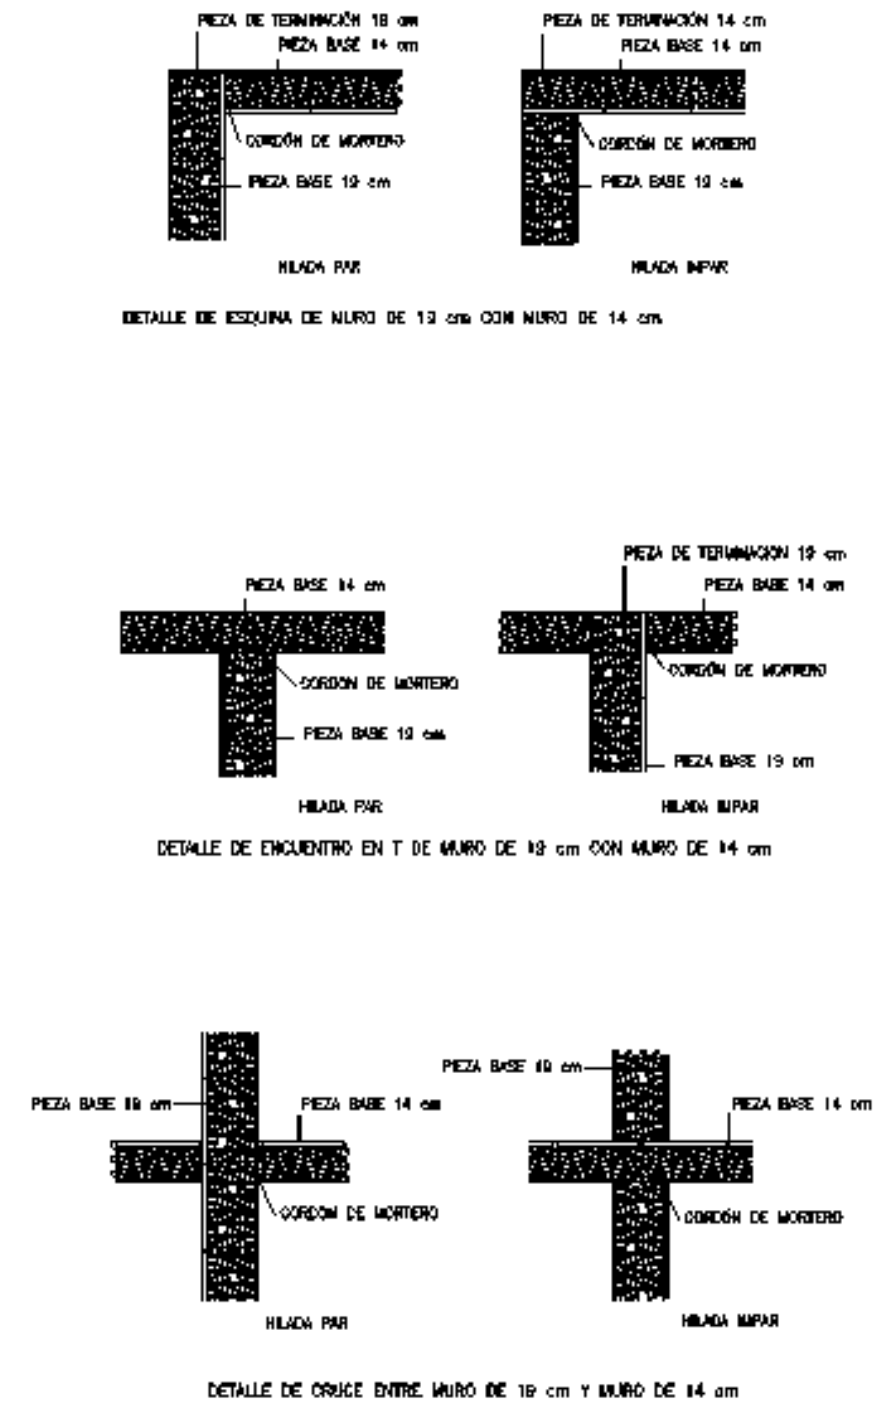 PIEZA DE TERMINACIÓN 19 cm
PIEZA BASE 14 cm
CORDÓN DE MORTERO
PIEZA BASE 19 cm
HILADA PAR
PIEZA DE TERMINACIÓN 14 cm
PIEZA BASE 14 cm
CORDÓN DE MORTERO
PIEZA BASE 19 cm
HILADA IMPAR
DETALLE DE ESQUINA DE MURO DE 19 cm CON MURO DE 14 cm
PIEZA BASE 14 cm
CORDON DE MORTERO
PIEZA BASE 19 cm
HILADA PAR
PIEZA DE TERMINACION 19 cm
PIEZA BASE 14 cm
CORDÓN DE MORTERO
PIEZA BASE 19 cm
HILADA IMPAR
DETALLE DE ENCUENTRO EN T DE MURO DE 19 cm CON MURO DE 14 cm
PIEZA BASE 19 cm
PIEZA BASE 14 cm
CORDON DE MORTERO
HILADA PAR
PIEZA BASE 19 cm
PIEZA BASE 14 cm
CORDÓN DE MORTERO
HILADA IMPAR
DETALLE DE CRUCE ENTRE MURO DE 19 cm Y MURO DE 14 cm